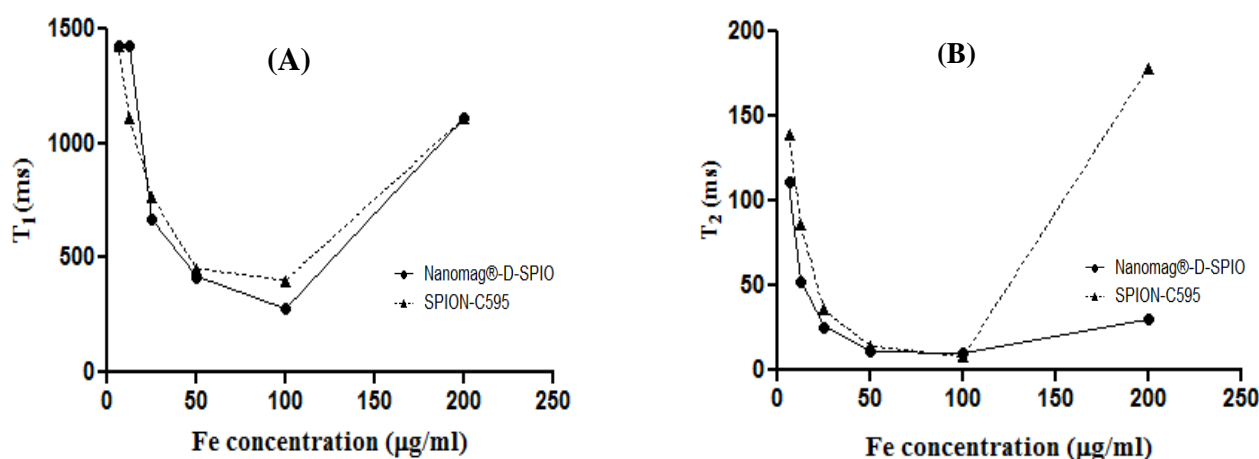 (A)
1500
1000
500
0
T1 (ms)
0 50 100 150 200 250
Fe concentration (µg/ml)
Nanomag®-D-SPIO
SPION-C595
(B)
200
150
100
50
0
T2 (ms)
0 50 100 150 200 250
Fe concentration (µg/ml)
Nanomag®-D-SPIO
SPION-C595